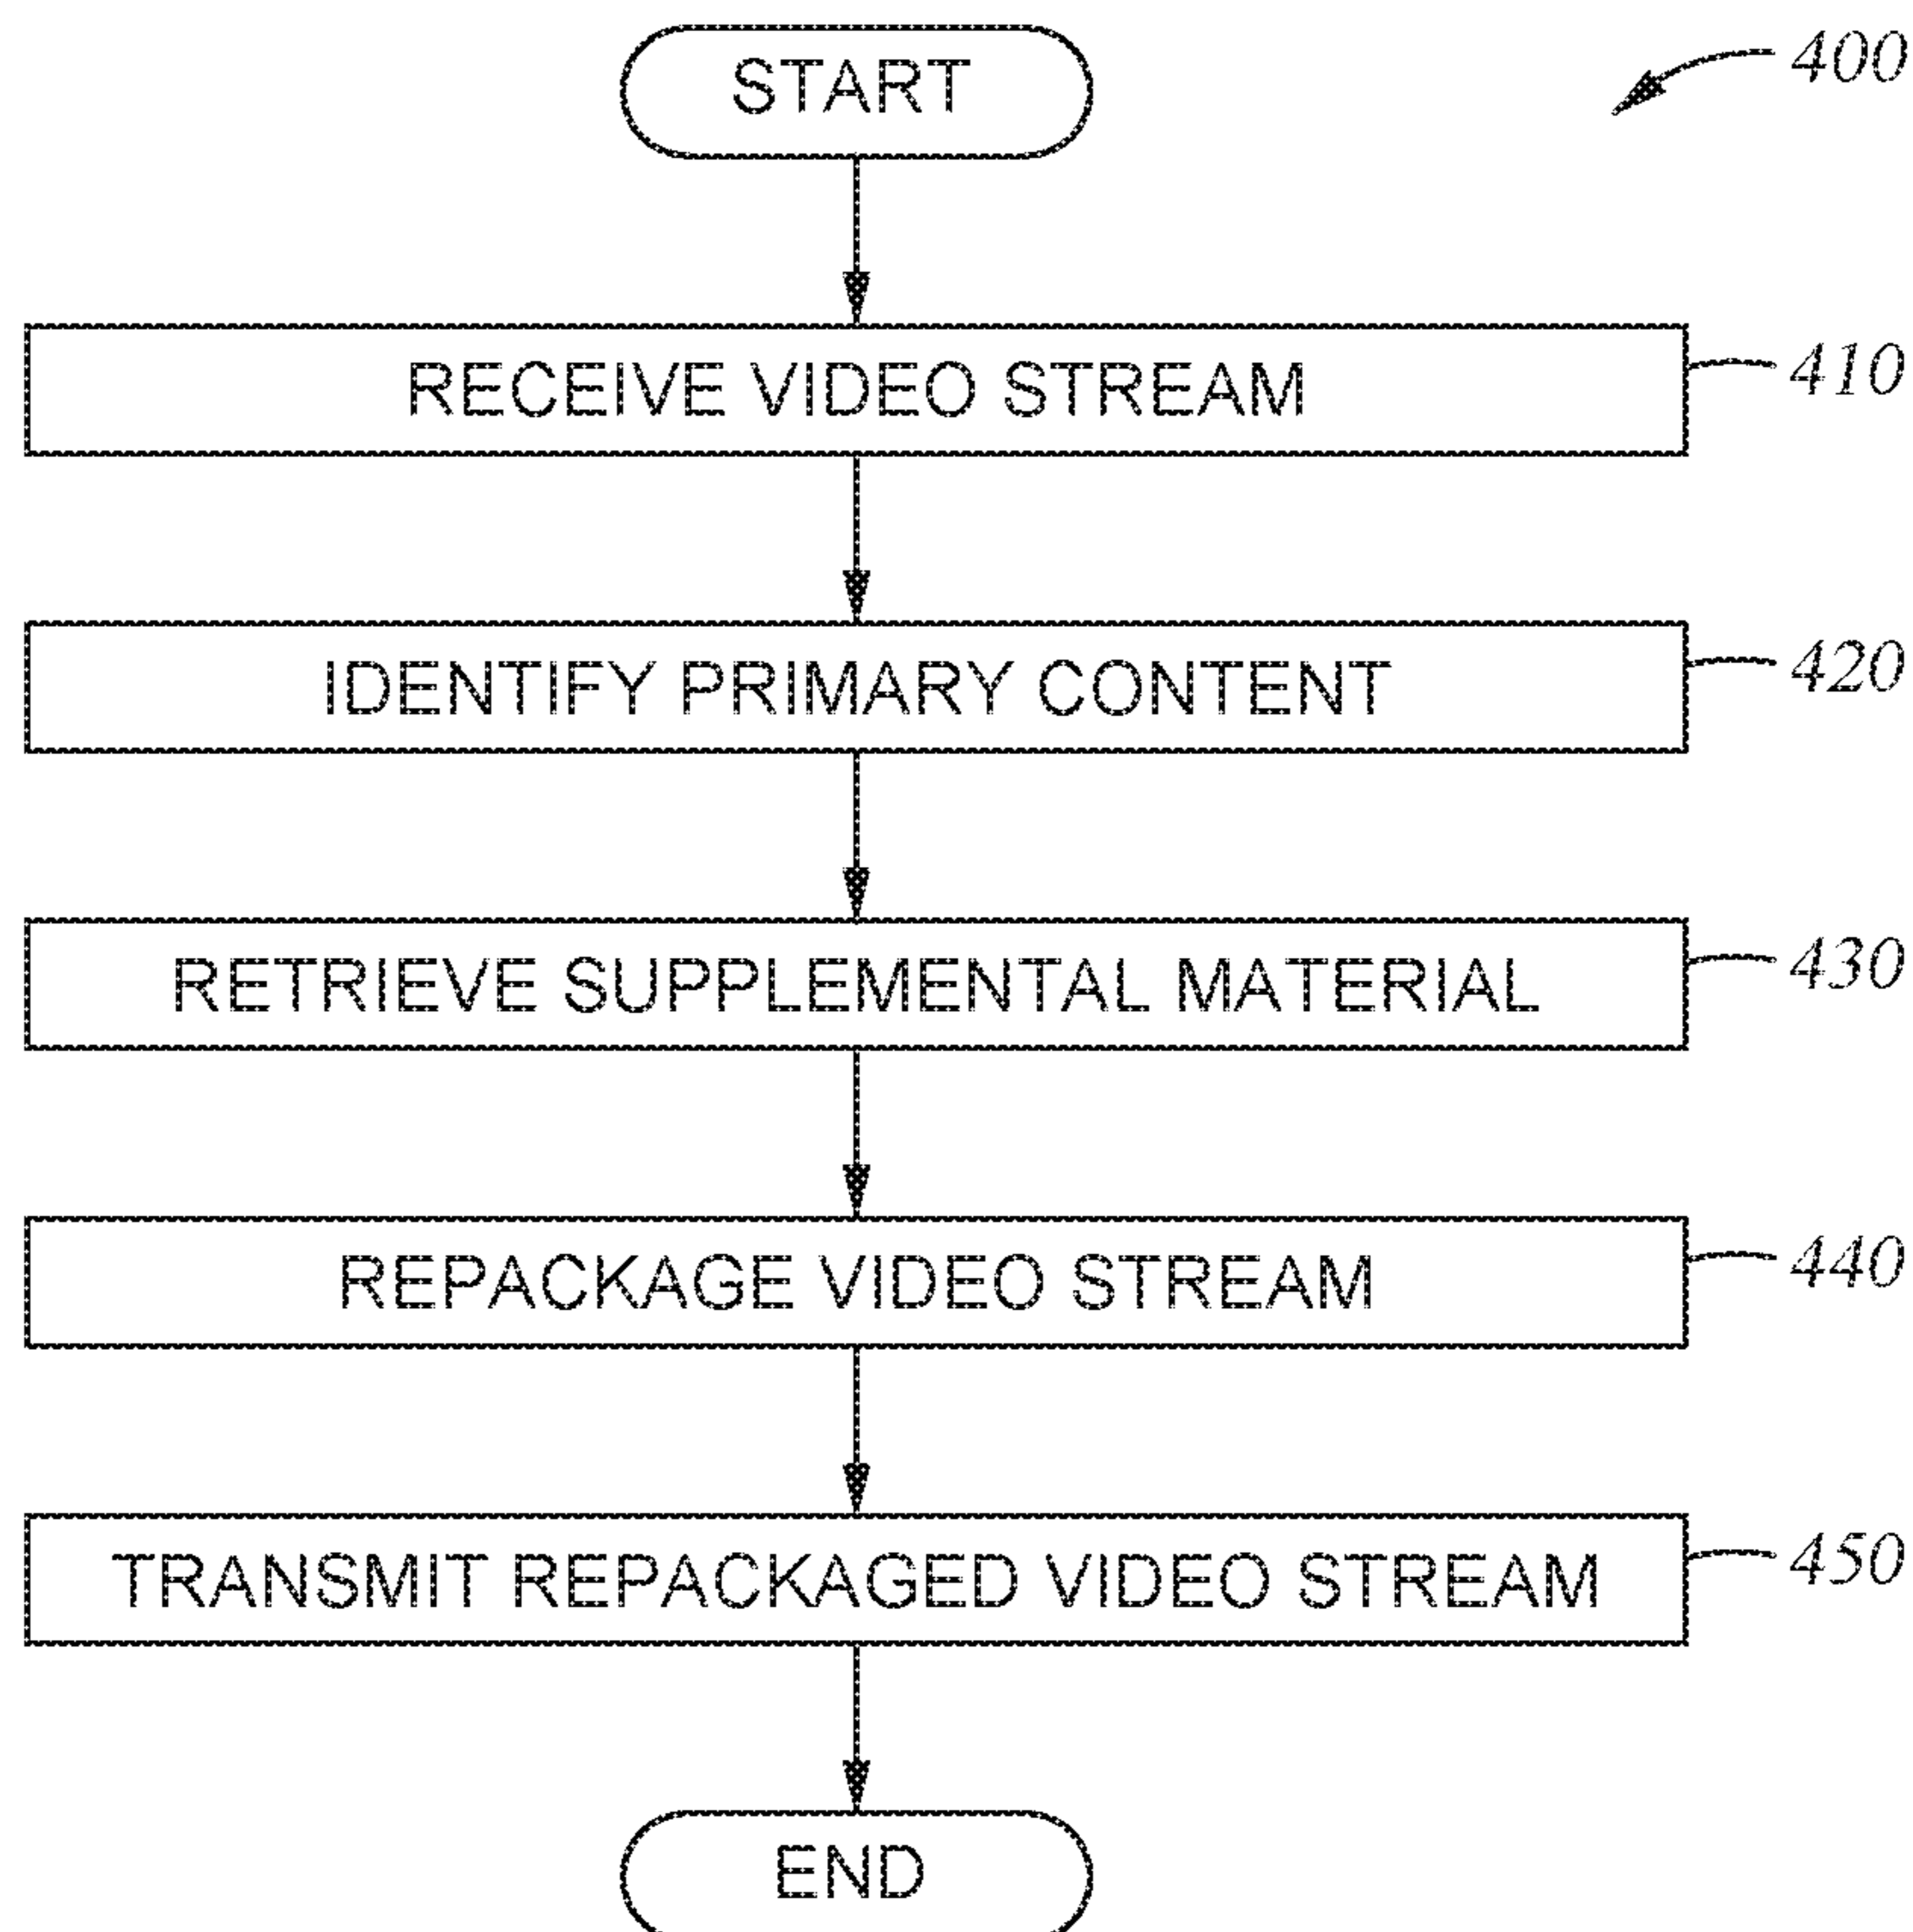 START
400
RECEIVE VIDEO STREAM
410
IDENTIFY PRIMARY CONTENT
420
RETRIEVE SUPPLEMENTAL MATERIAL
430
REPACKAGE VIDEO STREAM
440
TRANSMIT REPACKAGED VIDEO STREAM
450
END